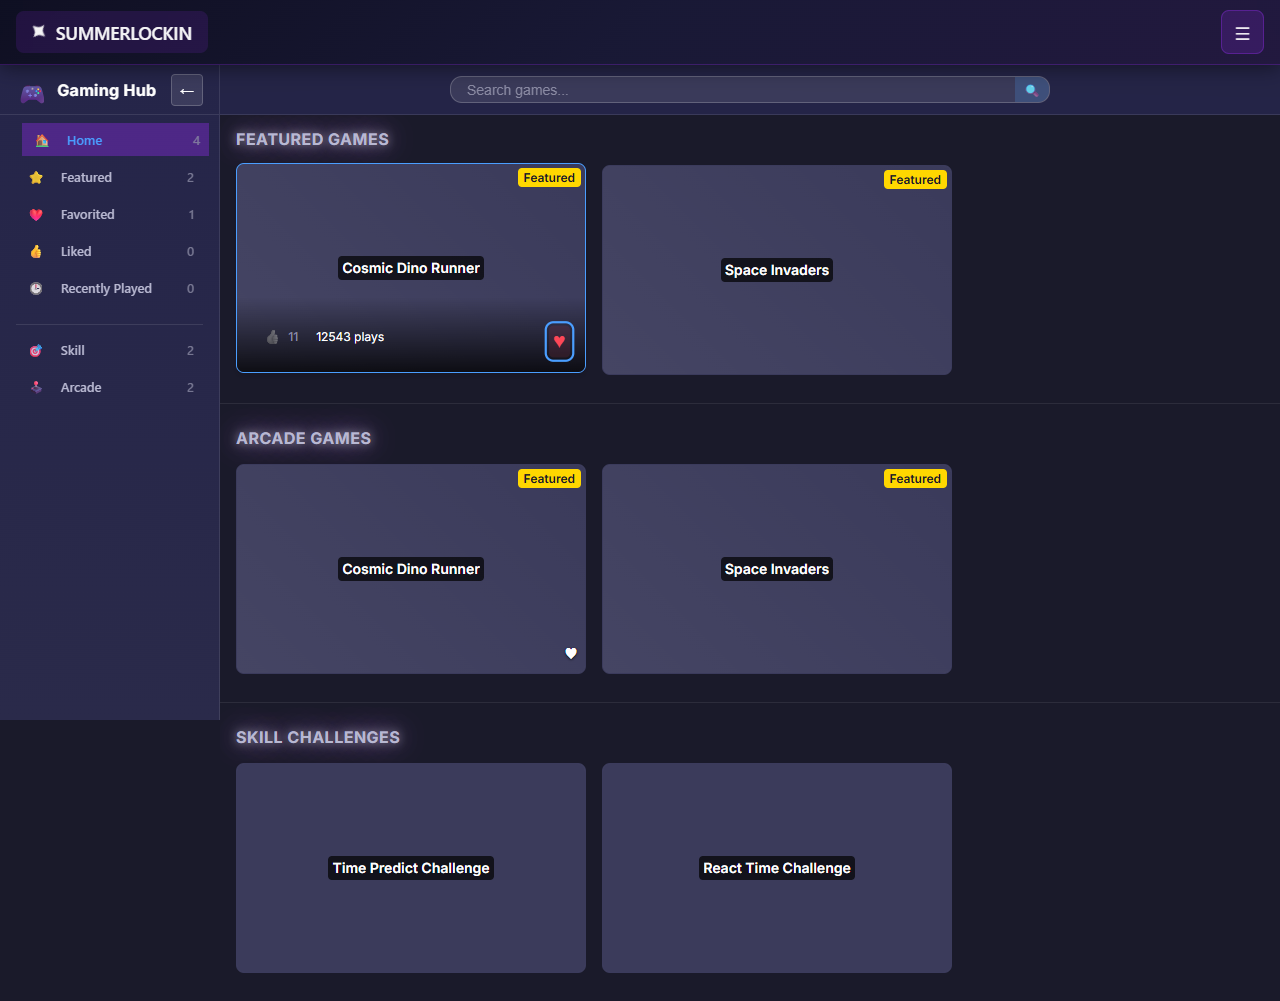 SUMMERLOCKIN
☰
Gaming Hub
←
Search games...
Home 4
Featured 2
Favorited 1
Liked 0
Recently Played 0
Skill 2
Arcade 2
FEATURED GAMES
Featured
Cosmic Dino Runner
11 12543 plays
Featured
Space Invaders
ARCADE GAMES
Featured
Cosmic Dino Runner
Featured
Space Invaders
SKILL CHALLENGES
Time Predict Challenge
React Time Challenge